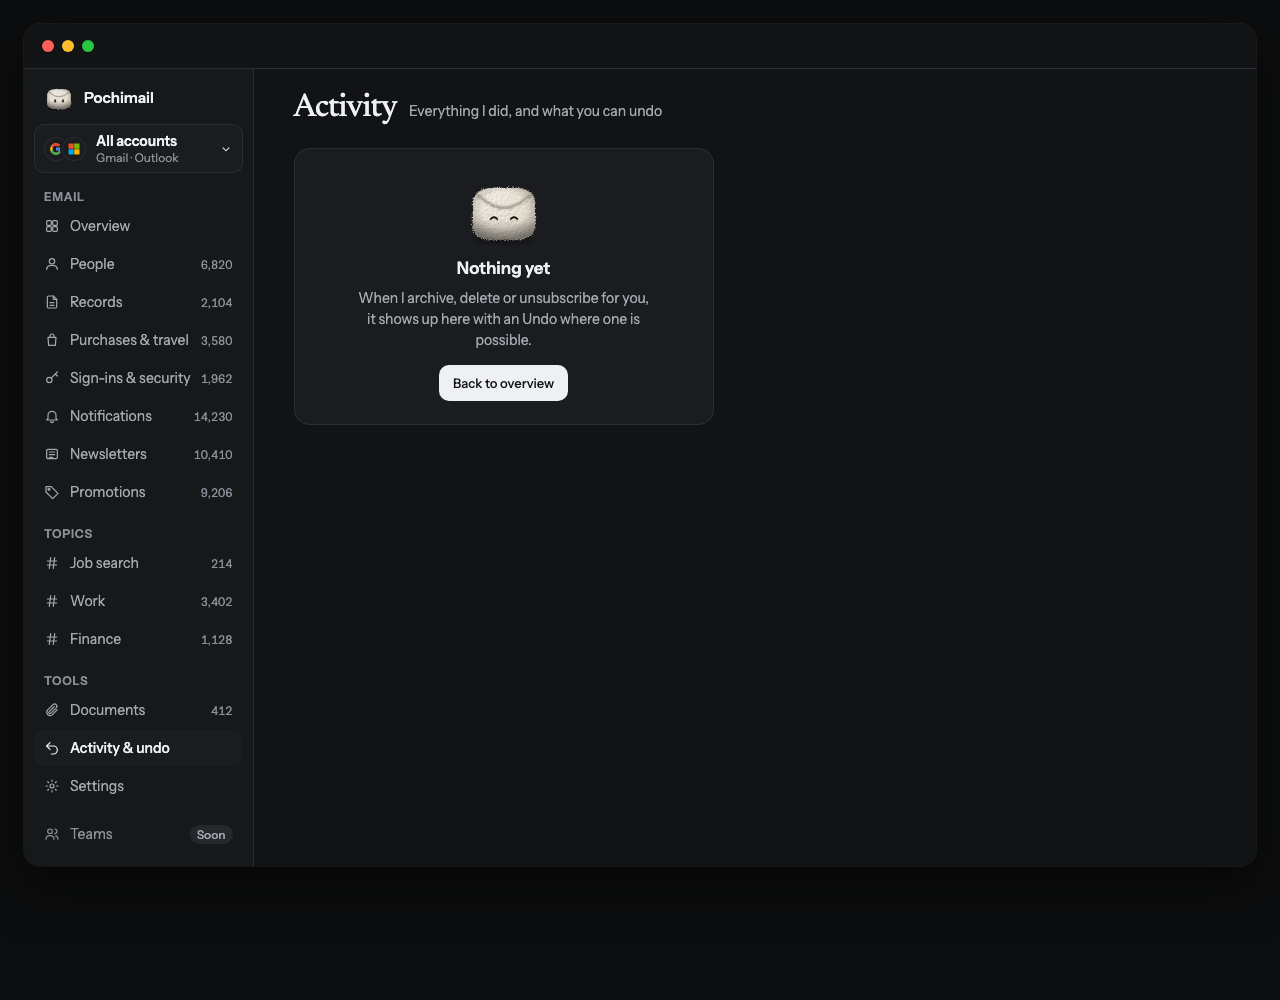 Pochimail
All accounts
Gmail · Outlook
EMAIL
Overview
People 6,820
Records 2,104
Purchases & travel 3,580
Sign-ins & security 1,962
Notifications 14,230
Newsletters 10,410
Promotions 9,206
TOPICS
# Job search 214
# Work 3,402
# Finance 1,128
TOOLS
Documents 412
Activity & undo
Settings
Teams Soon
Activity Everything I did, and what you can undo
Nothing yet
When I archive, delete or unsubscribe for you,
it shows up here with an Undo where one is
possible.
Back to overview